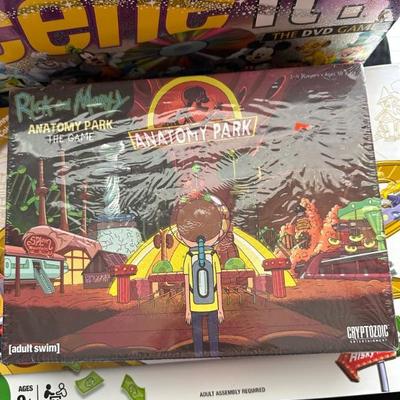 THE DVD GAME
Rick and Morty
ANATOMY PARK
THE GAME
ANATOMY PARK
[adult swim]
CRYPTOZOIC
ENTERTAINMENT
AGES
ADULT ASSEMBLY REQUIRED